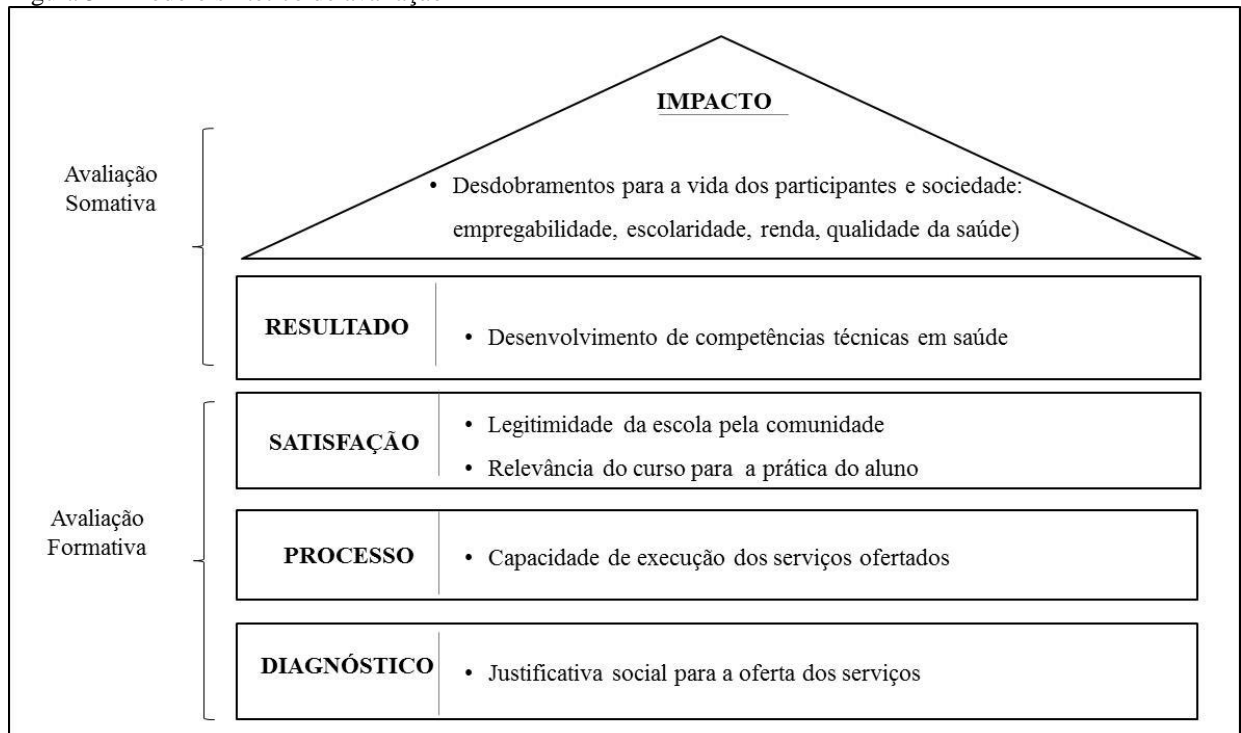 IMPACTO
Avaliação
Somativa
• Desdobramentos para a vida dos participantes e sociedade:
empregabilidade, escolaridade, renda, qualidade da saúde)
RESULTADO
• Desenvolvimento de competências técnicas em saúde
SATISFAÇÃO
• Legitimidade da escola pela comunidade
• Relevância do curso para a prática do aluno
Avaliação
Formativa
PROCESSO
• Capacidade de execução dos serviços ofertados
DIAGNÓSTICO
• Justificativa social para a oferta dos serviços